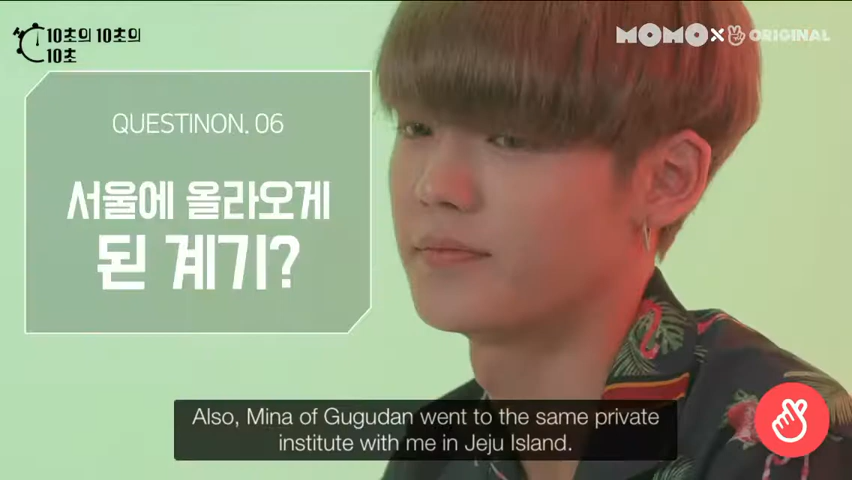 10초의 10초의
10초
MOMOX ORIGINAL
QUESTINON. 06
서울에 올라오게
된 계기?
Also, Mina of Gugudan went to the same private
institute with me in Jeju Island.